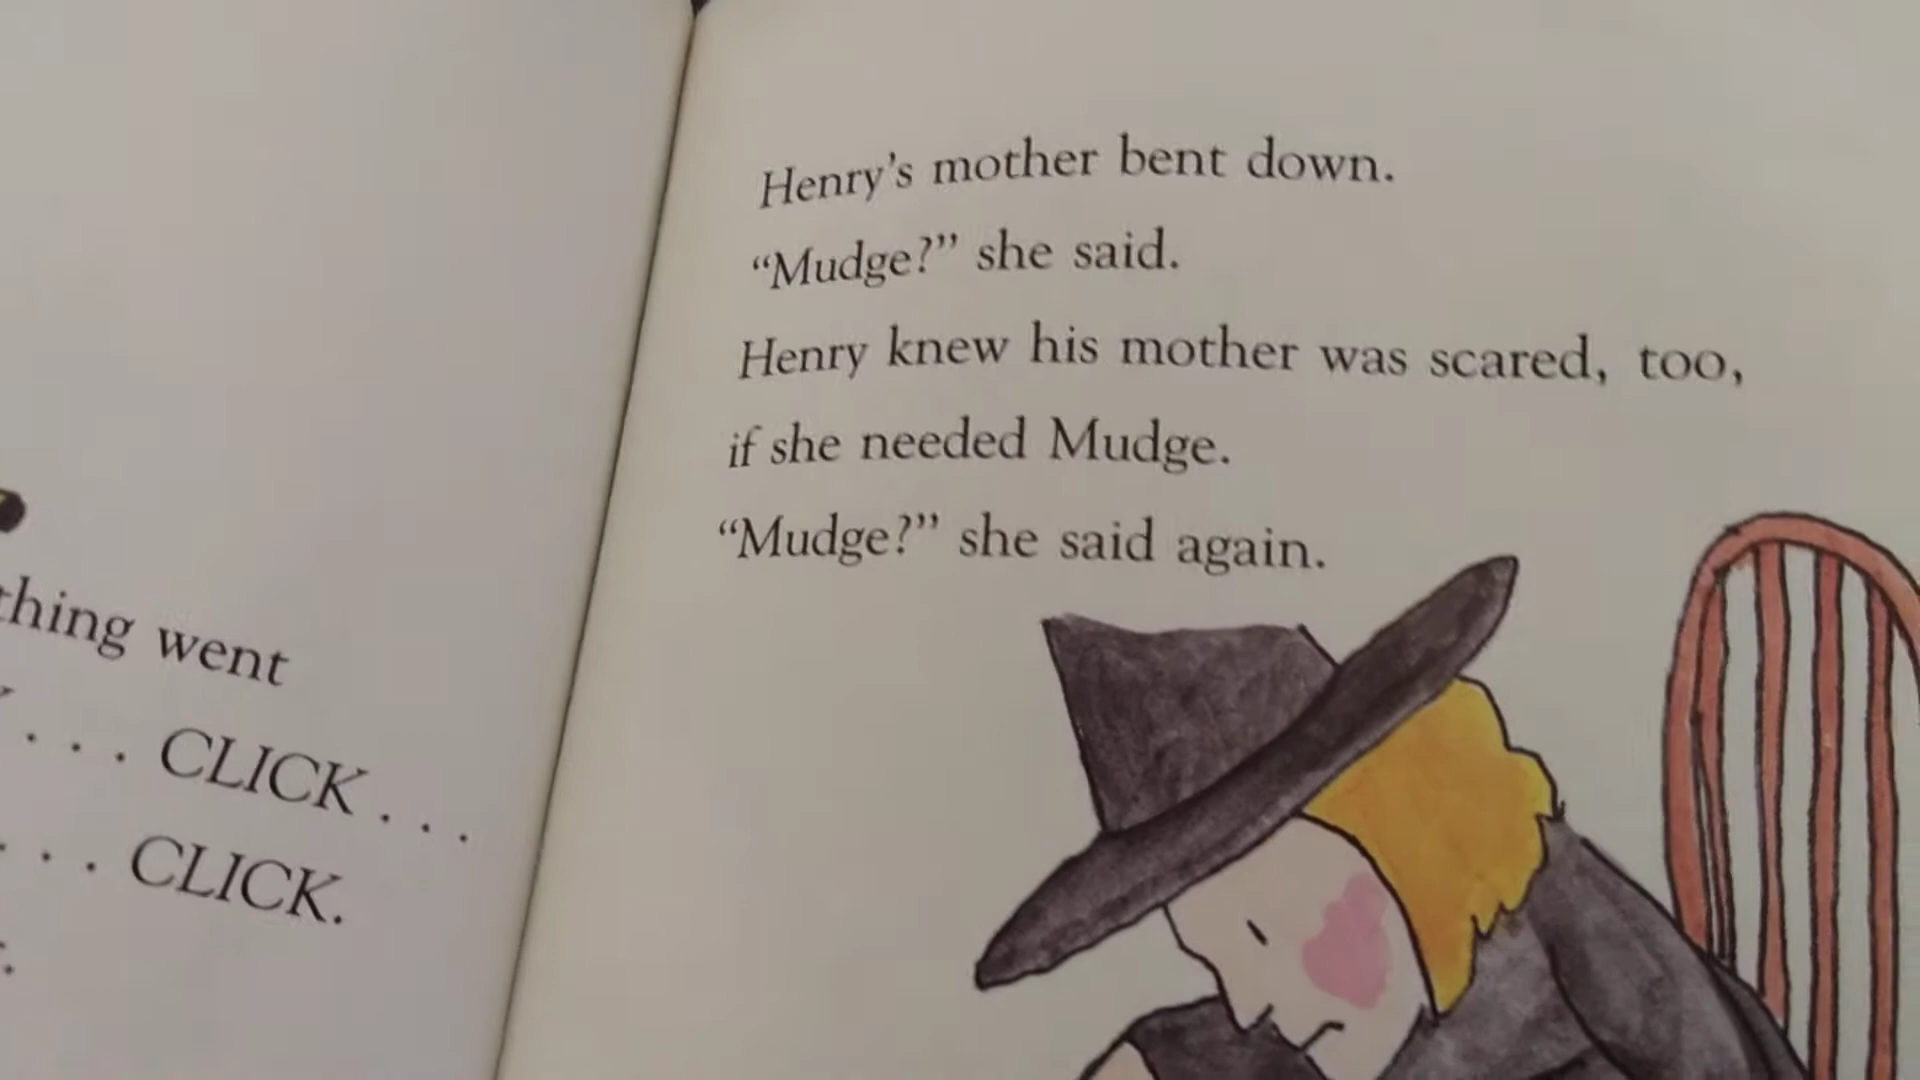 thing went
. . . CLICK . . .
. . . CLICK.
Henry's mother bent down.
“Mudge?” she said.
Henry knew his mother was scared, too,
if she needed Mudge.
“Mudge?” she said again.